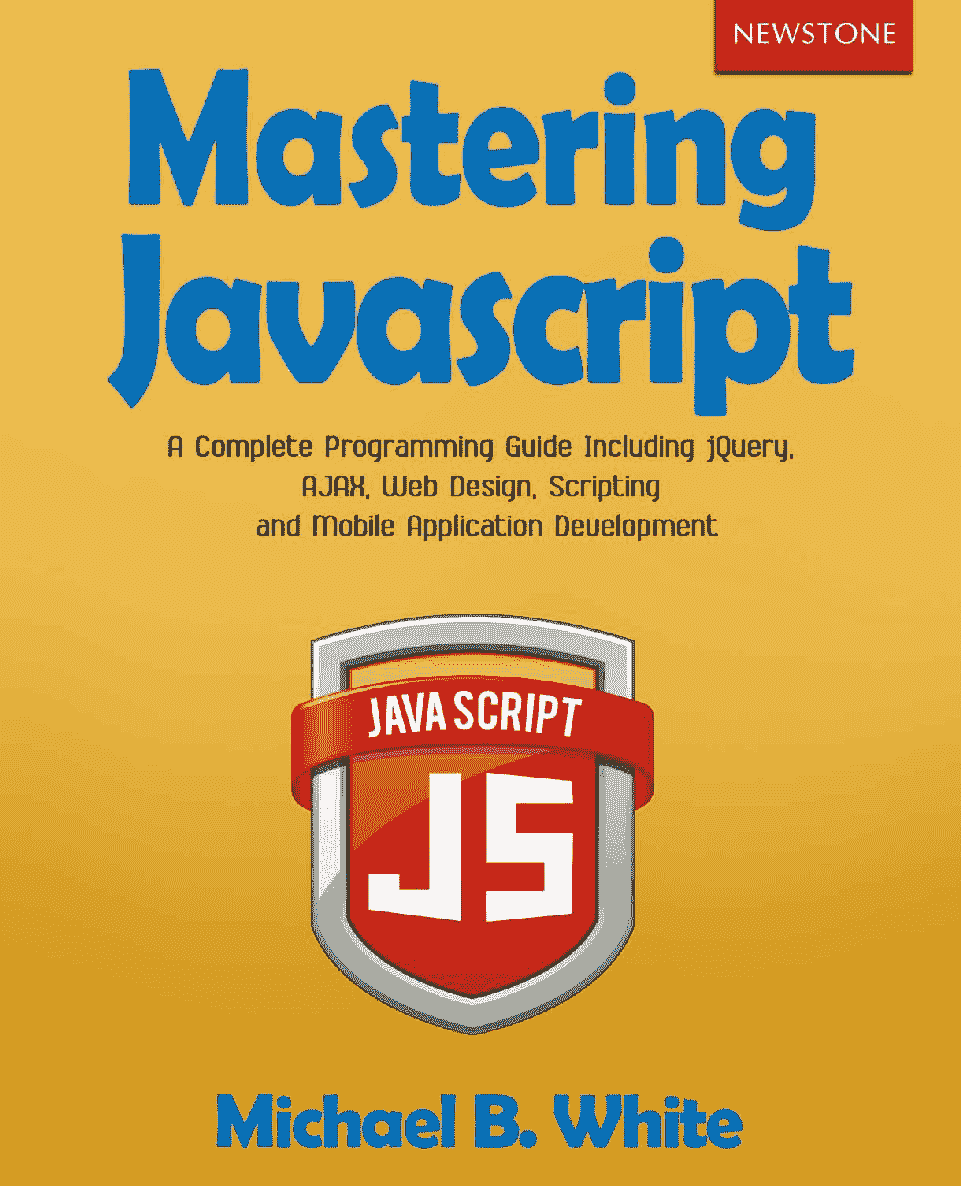 NEWSTONE
Mastering
Javascript
A Complete Programming Guide Including jQuery,
AJAX, Web Design, Scripting
and Mobile Application Development
JAVA SCRIPT
JS
Michael B. White